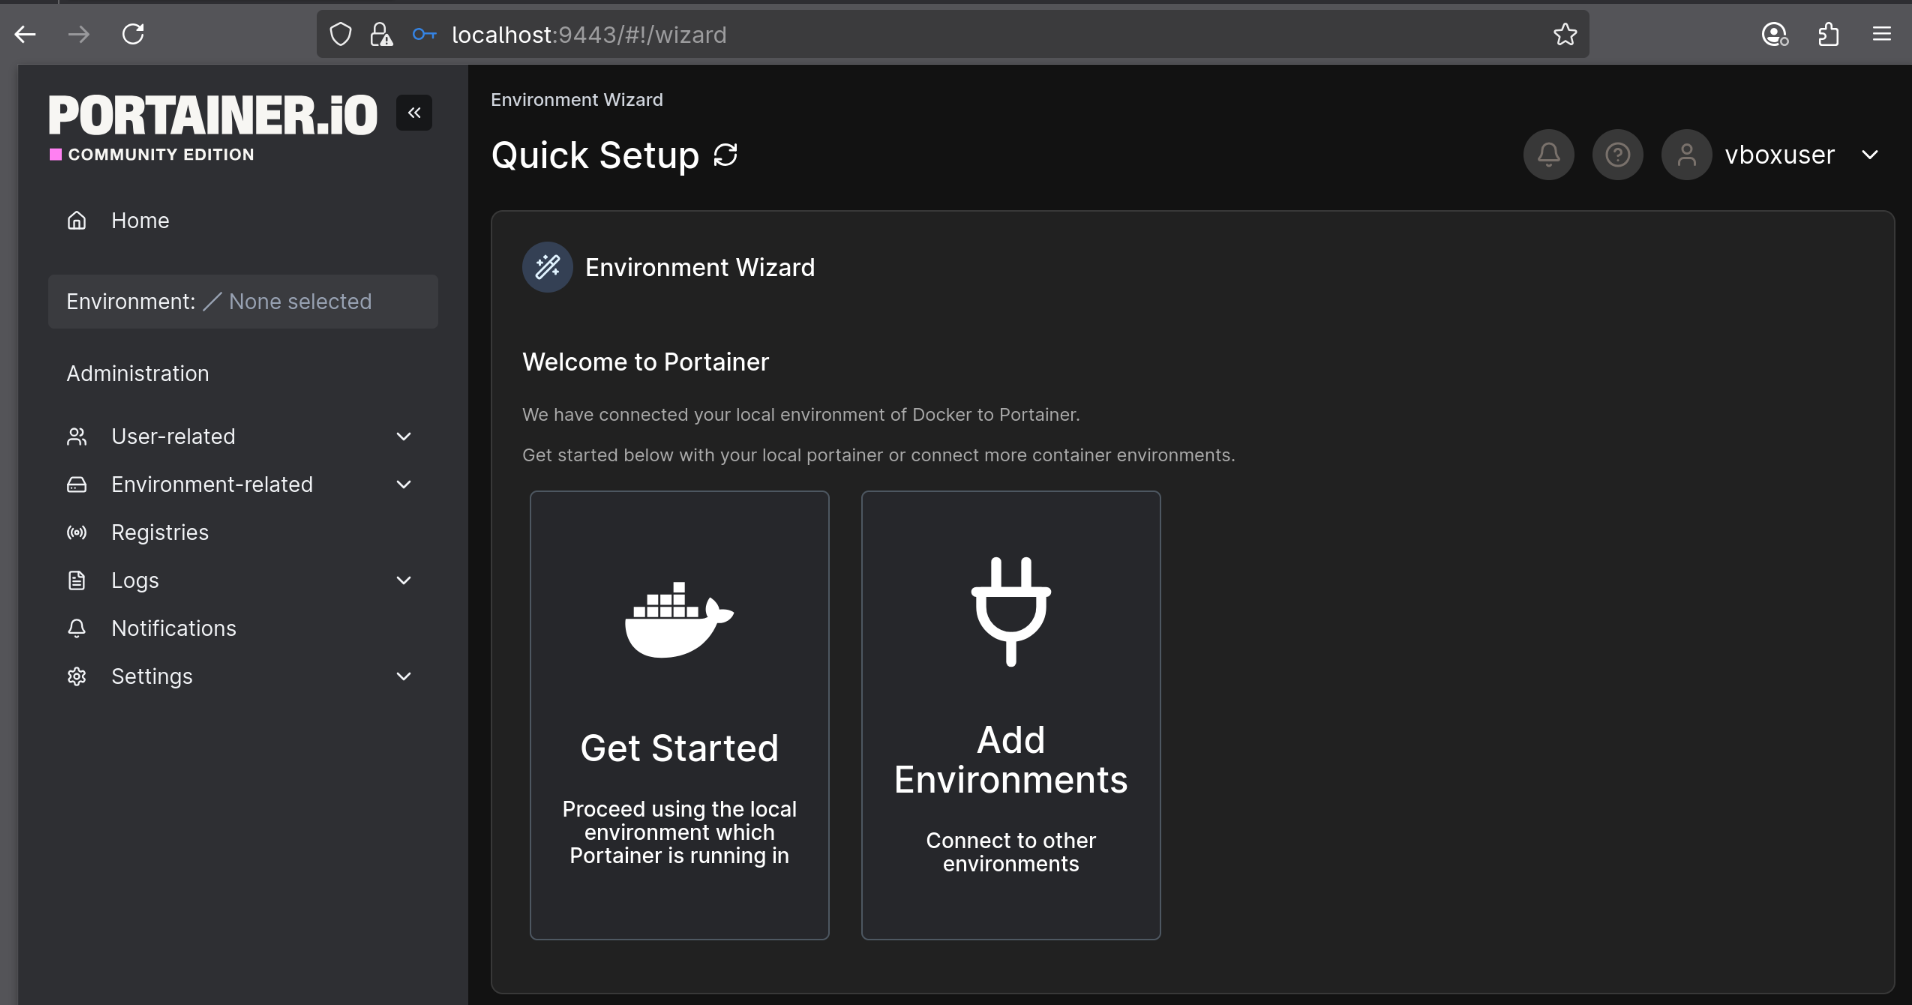 localhost:9443/#!/wizard
PORTAINER.iO
COMMUNITY EDITION
Home
Environment: None selected
Administration
User-related
Environment-related
Registries
Logs
Notifications
Settings
Environment Wizard
Quick Setup
vboxuser
Environment Wizard
Welcome to Portainer
We have connected your local environment of Docker to Portainer.
Get started below with your local portainer or connect more container environments.
Get Started
Proceed using the local
environment which
Portainer is running in
Add
Environments
Connect to other
environments